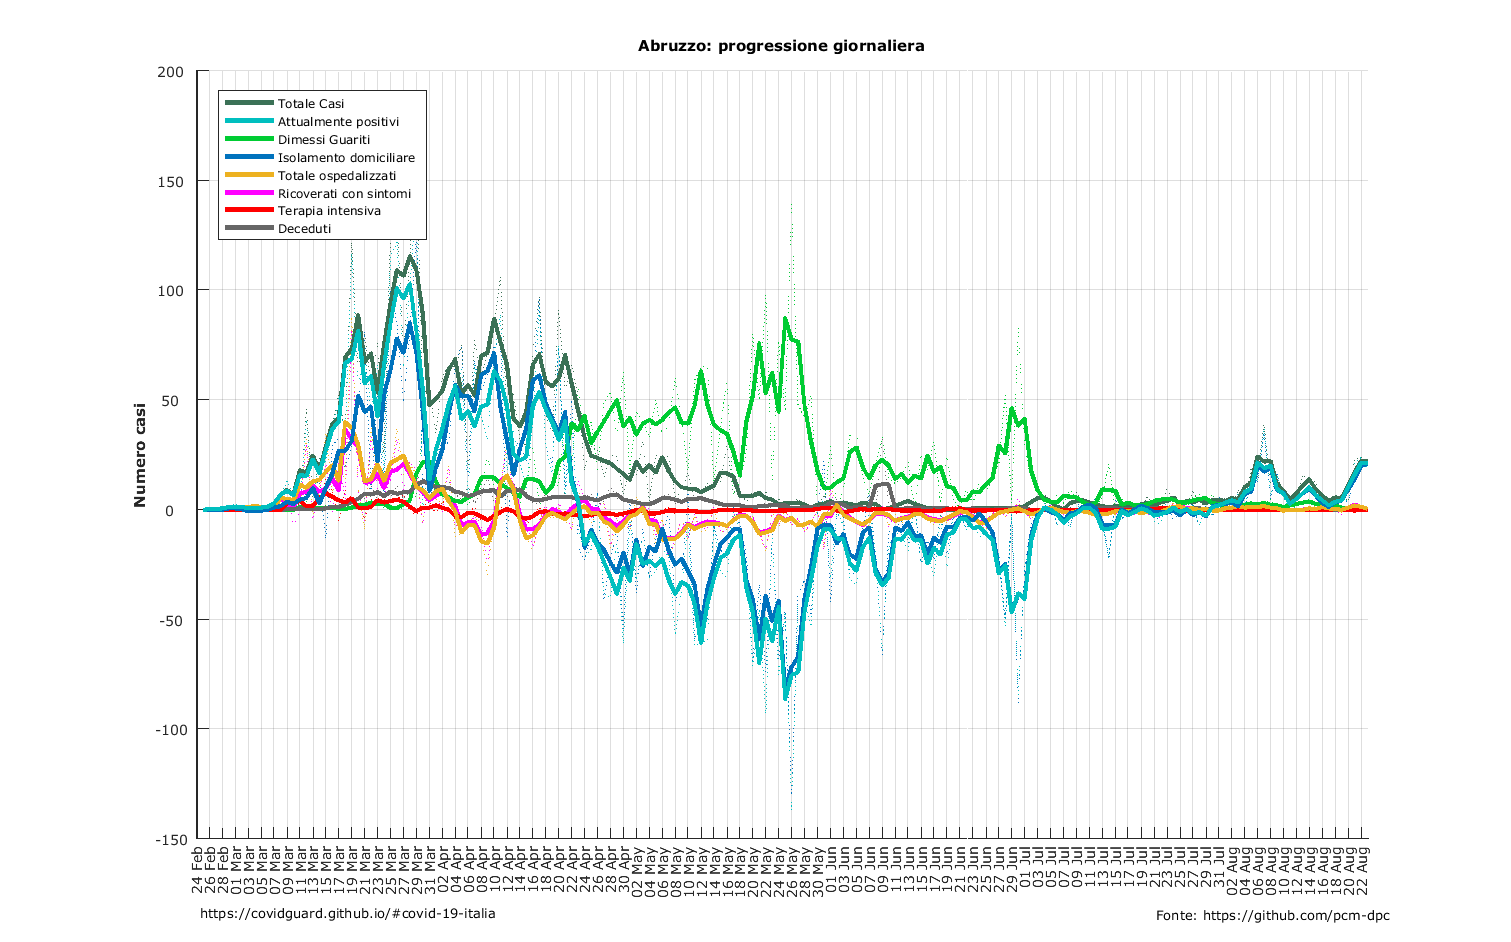 Abruzzo: progressione giornaliera
200
150
100
50
0
-50
-100
-150
Numero casi
Totale Casi
Attualmente positivi
Dimessi Guariti
Isolamento domiciliare
Totale ospedalizzati
Ricoverati con sintomi
Terapia intensiva
Deceduti
24 Feb
26 Feb
28 Feb
01 Mar
03 Mar
05 Mar
07 Mar
09 Mar
11 Mar
13 Mar
15 Mar
17 Mar
19 Mar
21 Mar
23 Mar
25 Mar
27 Mar
29 Mar
31 Mar
02 Apr
04 Apr
06 Apr
08 Apr
10 Apr
12 Apr
14 Apr
16 Apr
18 Apr
20 Apr
22 Apr
24 Apr
26 Apr
28 Apr
30 Apr
02 May
04 May
06 May
08 May
10 May
12 May
14 May
16 May
18 May
20 May
22 May
24 May
26 May
28 May
30 May
01 Jun
03 Jun
05 Jun
07 Jun
09 Jun
11 Jun
13 Jun
15 Jun
17 Jun
19 Jun
21 Jun
23 Jun
25 Jun
27 Jun
29 Jun
01 Jul
03 Jul
05 Jul
07 Jul
09 Jul
11 Jul
13 Jul
15 Jul
17 Jul
19 Jul
21 Jul
23 Jul
25 Jul
27 Jul
29 Jul
31 Jul
02 Aug
04 Aug
06 Aug
08 Aug
10 Aug
12 Aug
14 Aug
16 Aug
18 Aug
20 Aug
22 Aug
https://covidguard.github.io/#covid-19-italia
Fonte: https://github.com/pcm-dpc